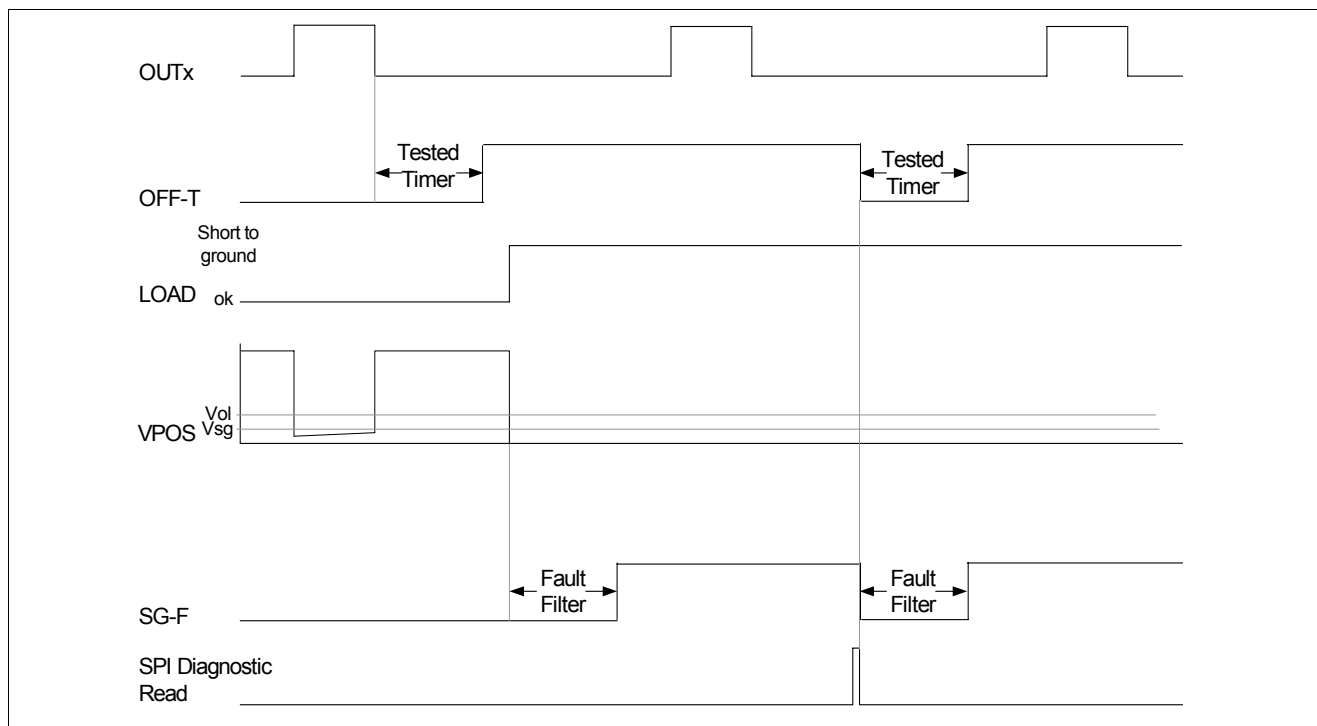 OUTx
Tested
Timer
Tested
Timer
OFF-T
Short to
ground
LOAD ok
Vol
VPOS Vsg
Fault
Filter
Fault
Filter
SG-F
SPI Diagnostic
Read